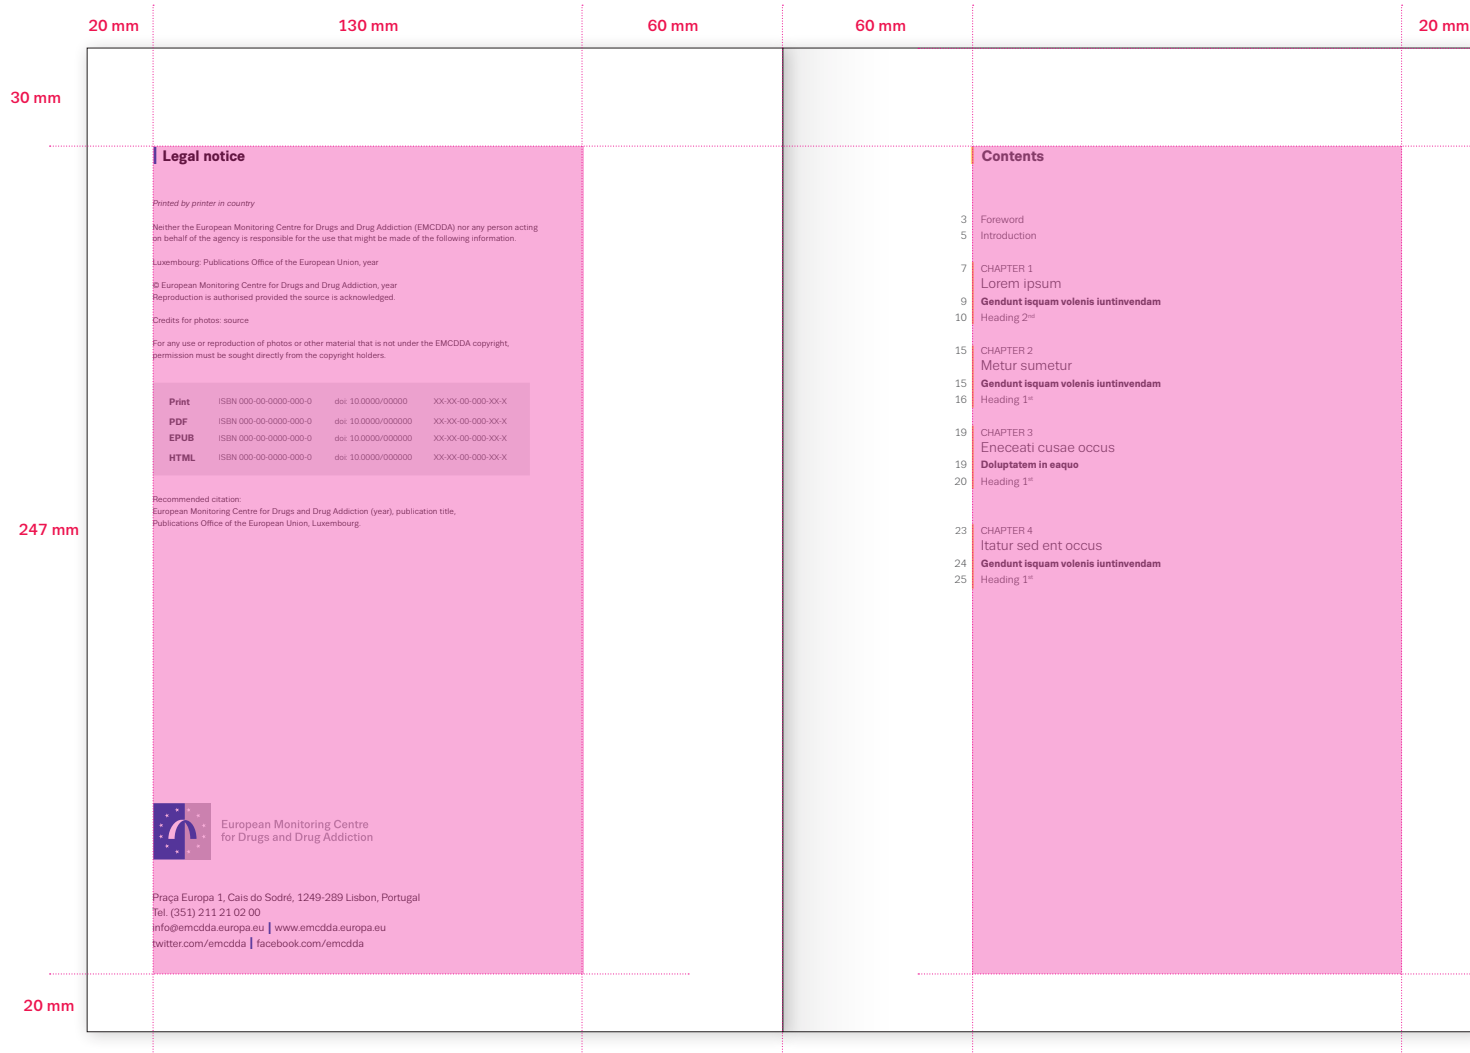 20 mm
130 mm
60 mm
60 mm
20 mm
30 mm
247 mm
20 mm
Legal notice
Printed by printer in country
Neither the European Monitoring Centre for Drugs and Drug Addiction (EMCDDA) nor any person acting
on behalf of the agency is responsible for the use that might be made of the following information.
Luxembourg: Publications Office of the European Union, year
© European Monitoring Centre for Drugs and Drug Addiction, year
Reproduction is authorised provided the source is acknowledged.
Credits for photos: source
For any use or reproduction of photos or other material that is not under the EMCDDA copyright,
permission must be sought directly from the copyright holders.
Print ISBN 000-00-0000-000-0 doi: 10.0000/00000 XX-XX-00-000-XX-X
PDF ISBN 000-00-0000-000-0 doi: 10.0000/000000 XX-XX-00-000-XX-X
EPUB ISBN 000-00-0000-000-0 doi: 10.0000/000000 XX-XX-00-000-XX-X
HTML ISBN 000-00-0000-000-0 doi: 10.0000/000000 XX-XX-00-000-XX-X
Recommended citation:
European Monitoring Centre for Drugs and Drug Addiction (year), publication title,
Publications Office of the European Union, Luxembourg.
European Monitoring Centre
for Drugs and Drug Addiction
Praça Europa 1, Cais do Sodré, 1249-289 Lisbon, Portugal
Tel. (351) 211 21 02 00
info@emcdda.europa.eu | www.emcdda.europa.eu
twitter.com/emcdda | facebook.com/emcdda
Contents
3 Foreword
5 Introduction
7 CHAPTER 1
Lorem ipsum
9 Gendunt isquam volenis iuntinvendam
10 Heading 2nd
15 CHAPTER 2
Metur sumetur
15 Gendunt isquam volenis iuntinvendam
16 Heading 1st
19 CHAPTER 3
Eneceati cusae occus
19 Doluptatem in eaquo
20 Heading 1st
23 CHAPTER 4
Itatur sed ent occus
24 Gendunt isquam volenis iuntinvendam
25 Heading 1st